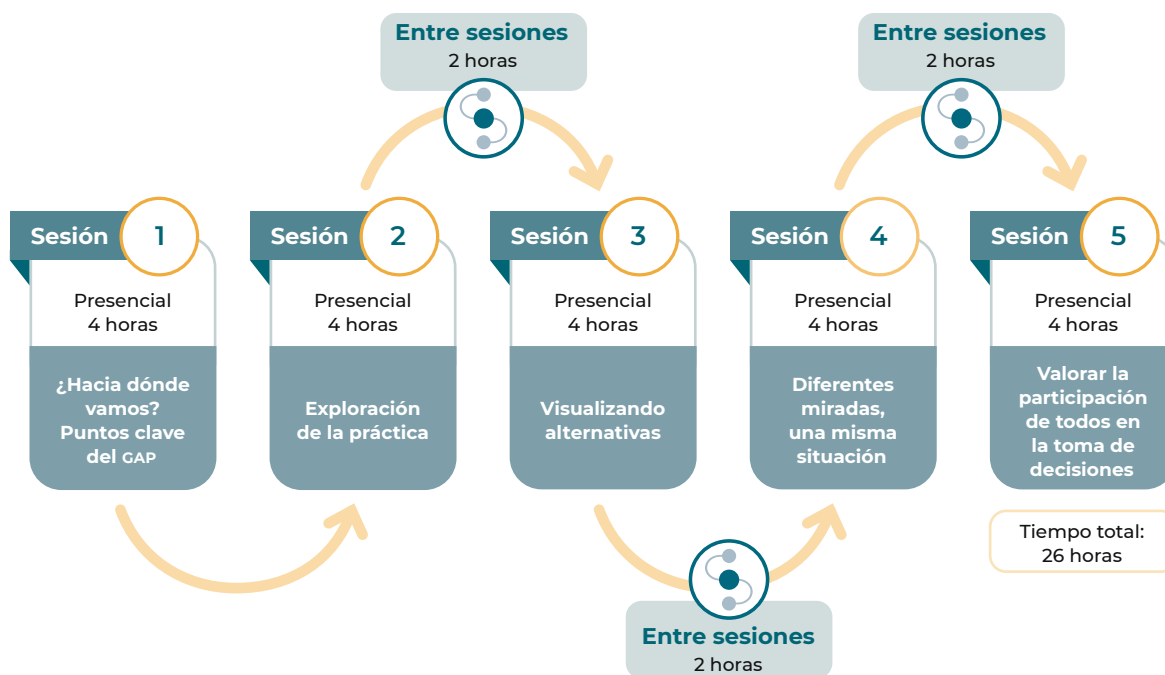 Entre sesiones
2 horas
Entre sesiones
2 horas
Sesión 1
Presencial
4 horas
¿Hacia dónde
vamos?
Puntos clave
del GAP
Sesión 2
Presencial
4 horas
Exploración
de la práctica
Sesión 3
Presencial
4 horas
Visualizando
alternativas
Sesión 4
Presencial
4 horas
Diferentes
miradas,
una misma
situación
Sesión 5
Presencial
4 horas
Valorar la
participación
de todos en
la toma de
decisiones
Tiempo total:
26 horas
Entre sesiones
2 horas